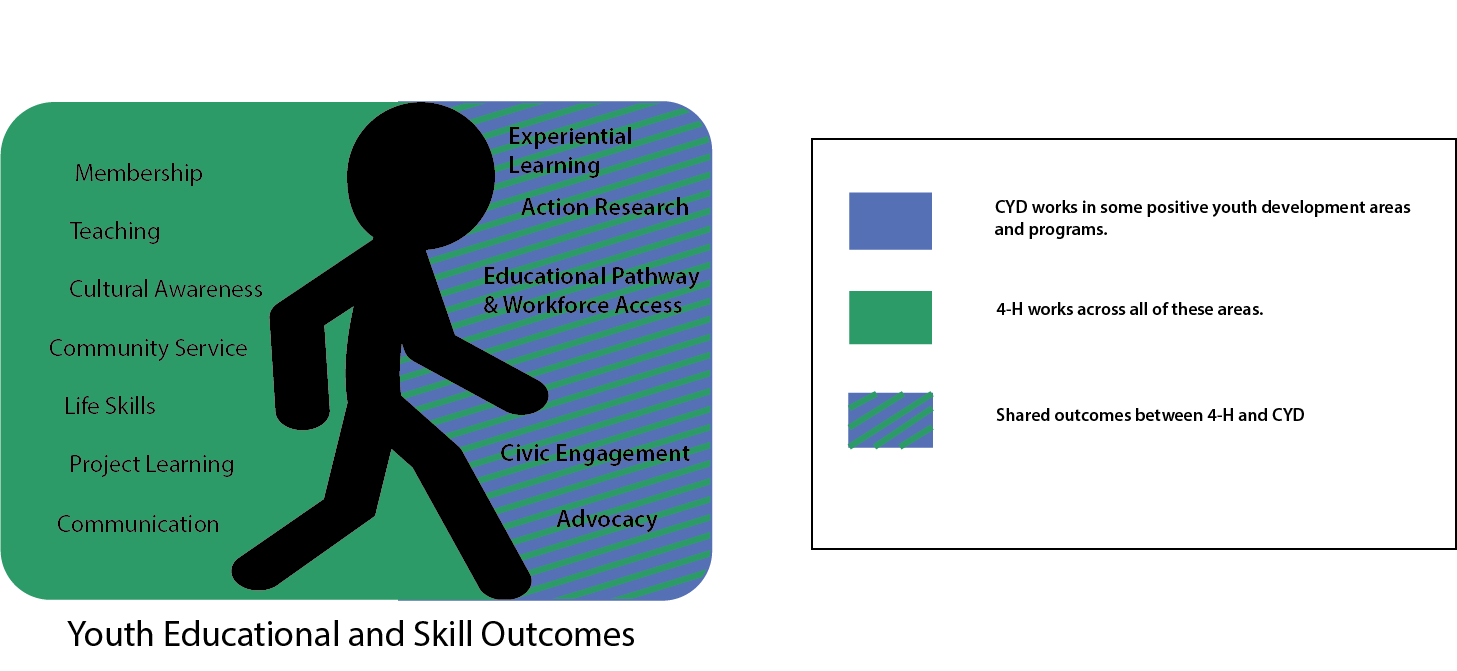 Membership
Teaching
Cultural Awareness
Community Service
Life Skills
Project Learning
Communication
Experiential
Learning
Action Research
Educational Pathway
& Workforce Access
Civic Engagement
Advocacy
Youth Educational and Skill Outcomes
CYD works in some positive youth development areas
and programs.
4-H works across all of these areas.
Shared outcomes between 4-H and CYD